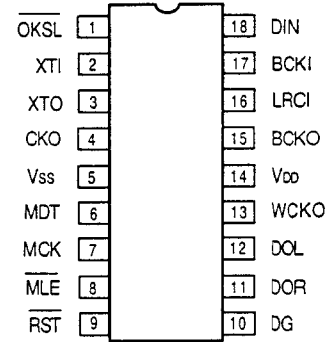 OKSL 1 18 DIN
XTI 2 17 BCKI
XTO 3 16 LRCI
CKO 4 15 BCKO
Vss 5 14 VDD
MDT 6 13 WCKO
MCK 7 12 DOL
MLE 8 11 DOR
RST 9 10 DG